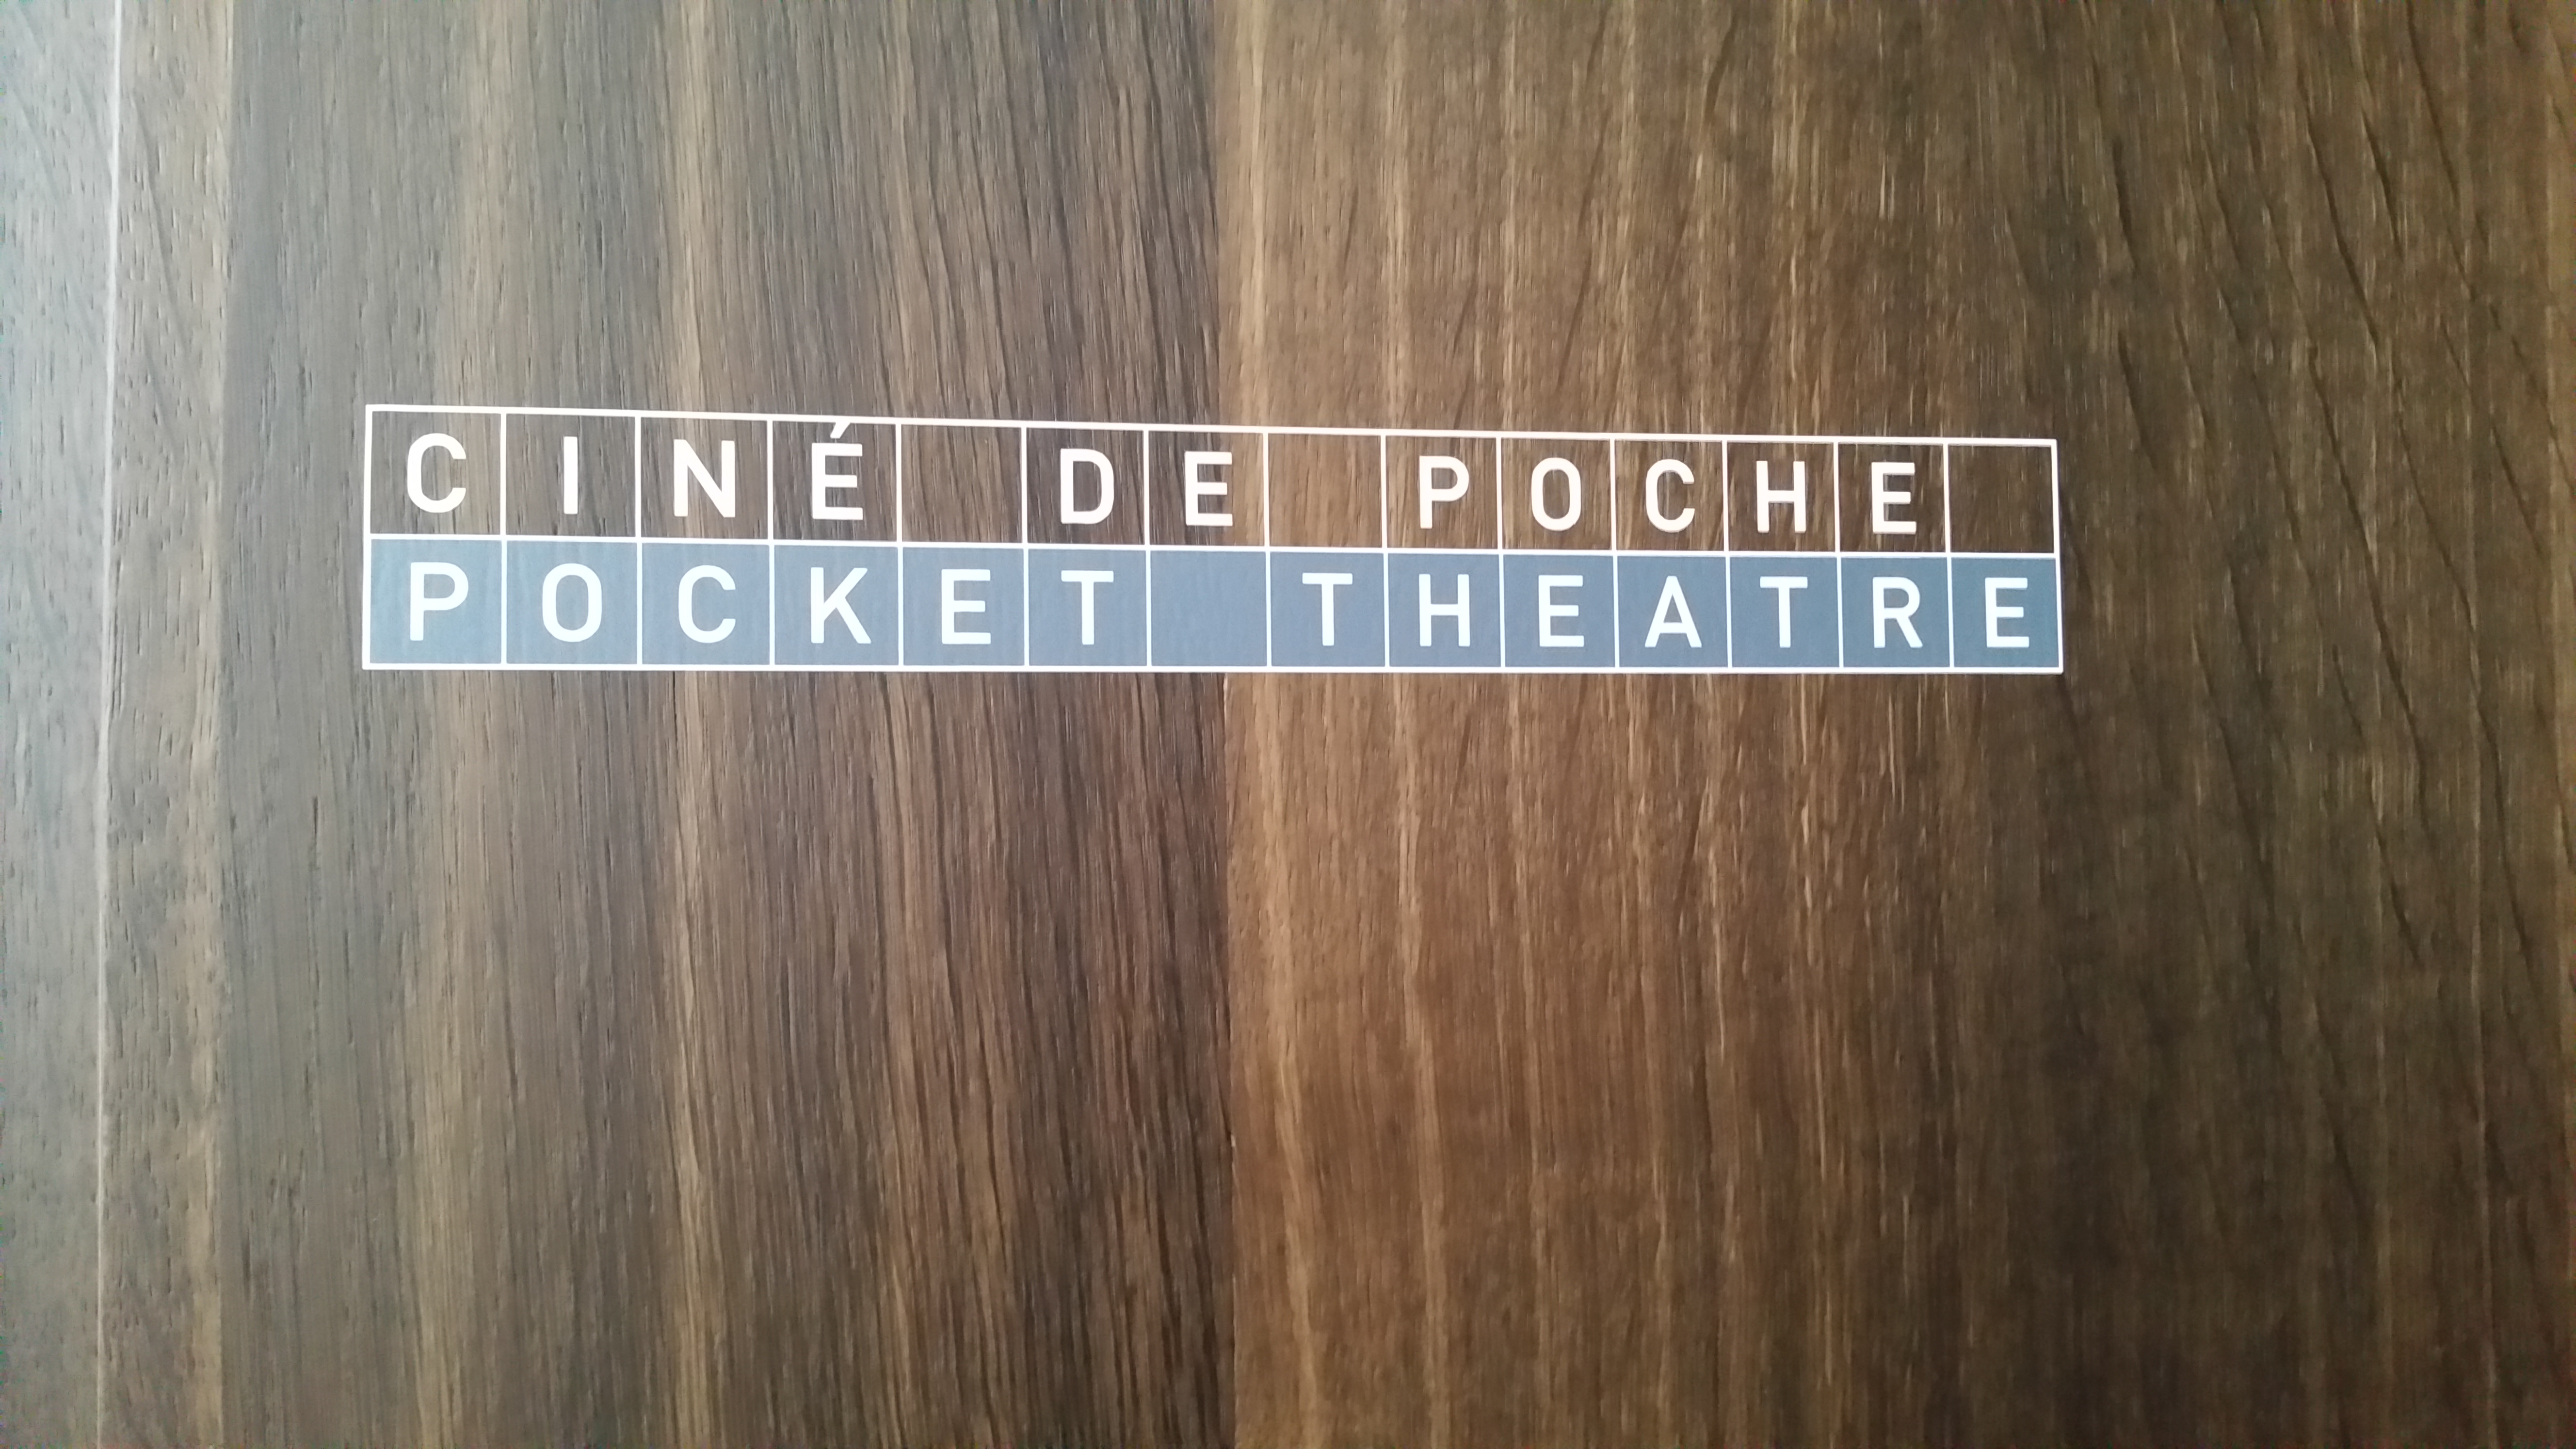 CINÉ DE POCHE
POCKET THEATRE